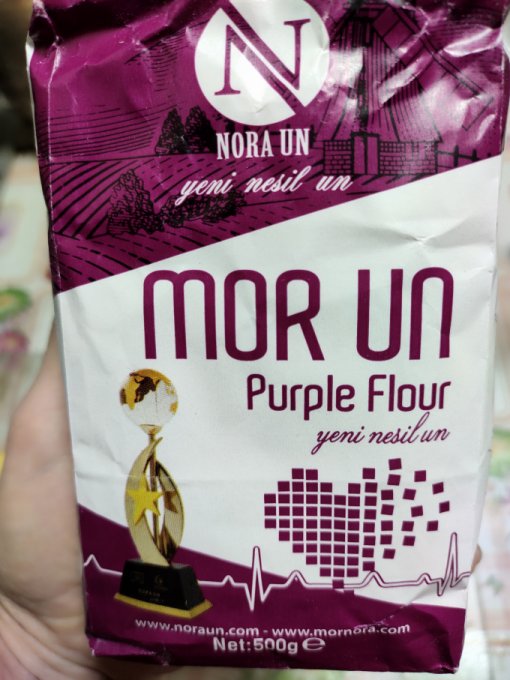 N
NORA UN
yeni nesil un
MOR UN
Purple Flour
yeni nesil un
www.noraun.com - www.mornora.com
Net:500g ℮